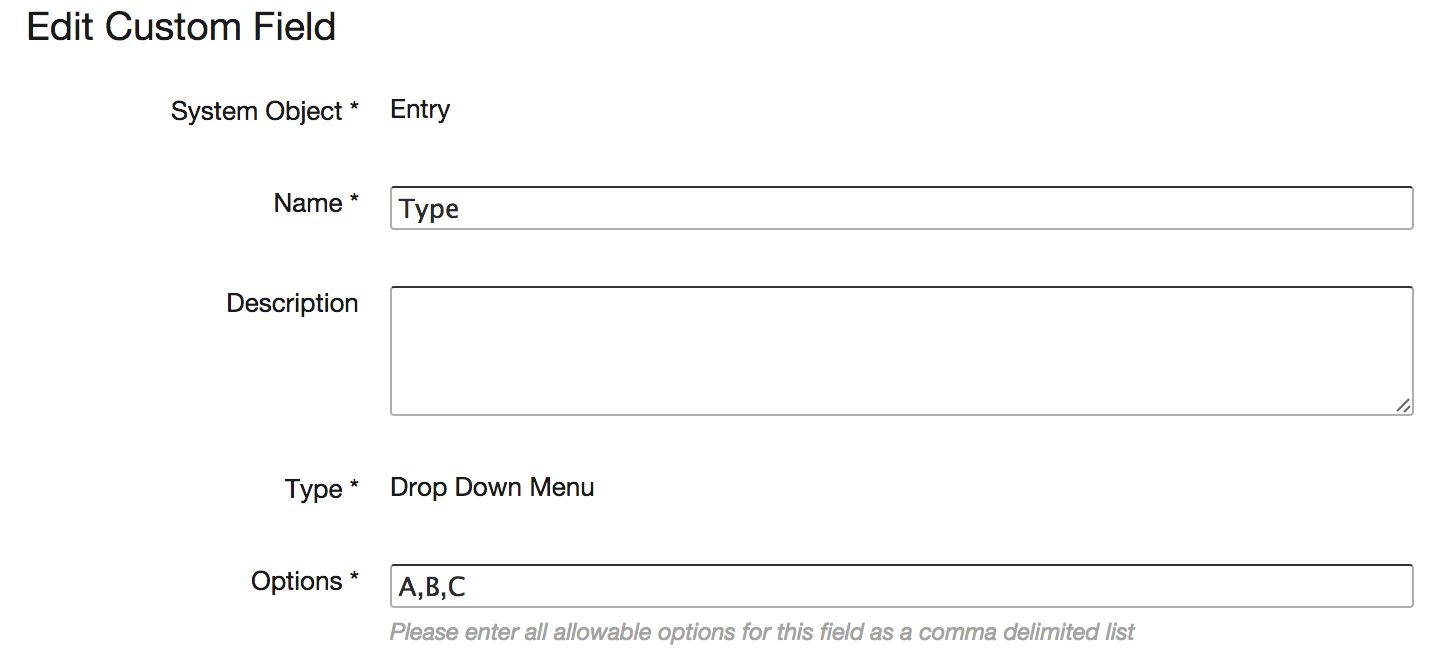 Edit Custom Field
System Object * Entry
Name * Type
Description
Type * Drop Down Menu
Options * A,B,C
Please enter all allowable options for this field as a comma delimited list